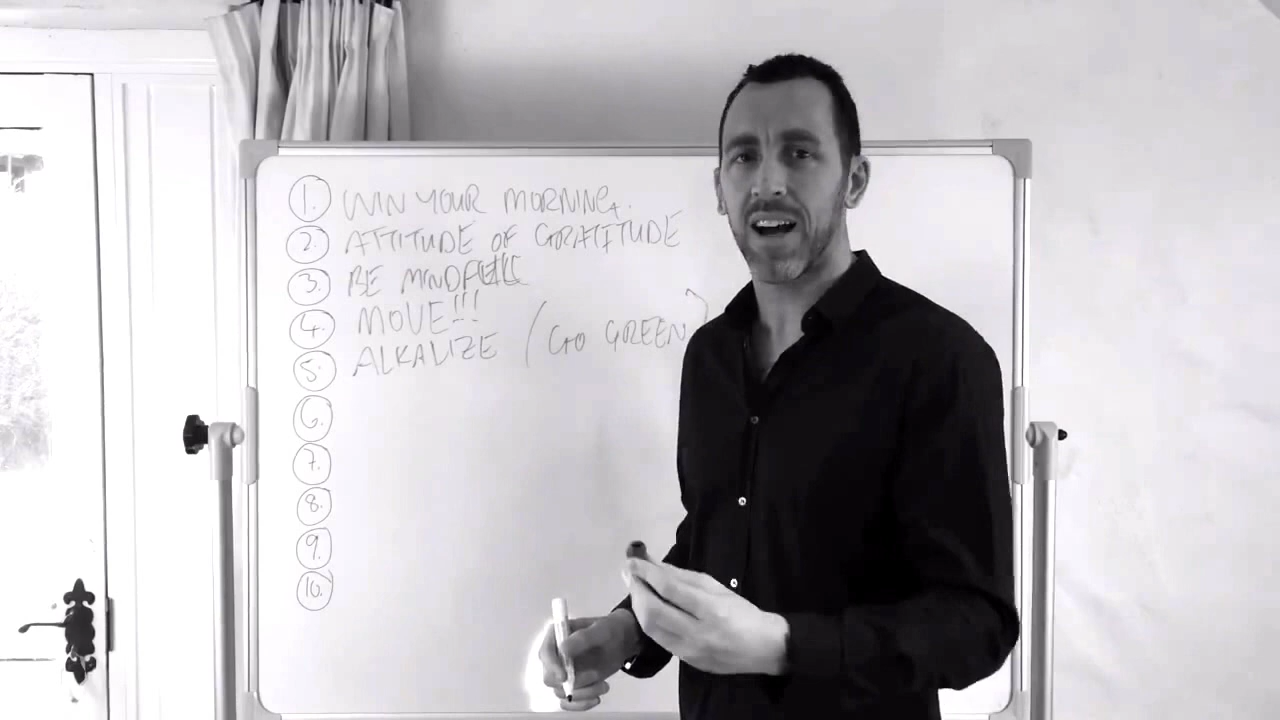 1. WIN YOUR MORNING.
2. ATTITUDE OF GRATITUDE
3. BE MINDFULL
4. MOVE!!!
5. ALKALIZE (GO GREEN)
6.
7.
8.
9.
10.